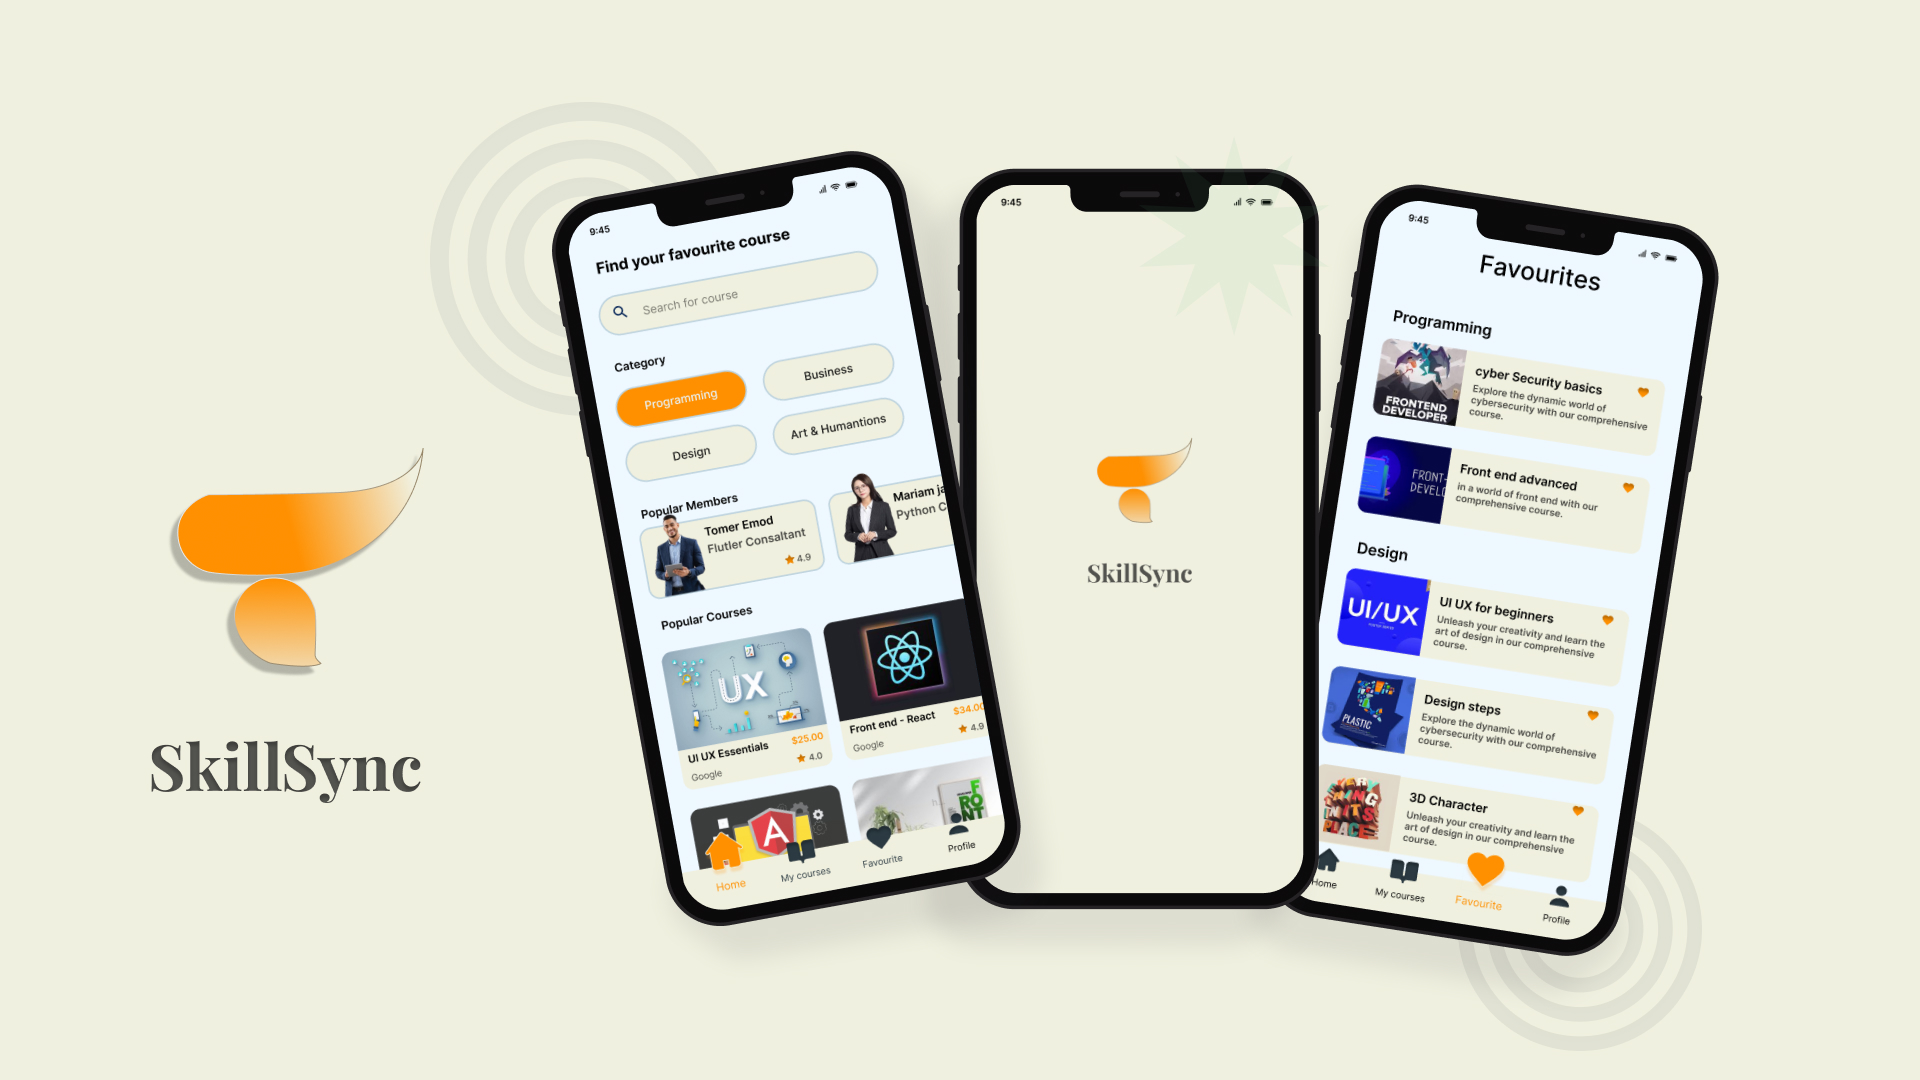 SkillSync
9:45
Find your favourite course
Search for course
Category
Programming
Business
Design
Art & Humantions
Popular Members
Tomer Emod
Flutler Consaltant
4.9
Mariam
Python C
Popular Courses
UX
UI UX Essentials
$25.00
Google
4.0
Front end - React
$34.00
Google
4.9
A
FRONT
Home
My courses
Favourite
Profile
9:45
SkillSync
9:45
Favourites
Programming
FRONTEND
DEVELOPER
cyber Security basics
Explore the dynamic world of
cybersecurity with our comprehensive
course.
FRONT-
DEVELO
Front end advanced
in a world of front end with our
comprehensive course.
Design
UI/UX
UI UX for beginners
Unleash your creativity and learn the
art of design in our comprehensive
course.
PLASTIC
Design steps
Explore the dynamic world of
cybersecurity with our comprehensive
course.
3D Character
Unleash your creativity and learn the
art of design in our comprehensive
course.
Home
My courses
Favourite
Profile